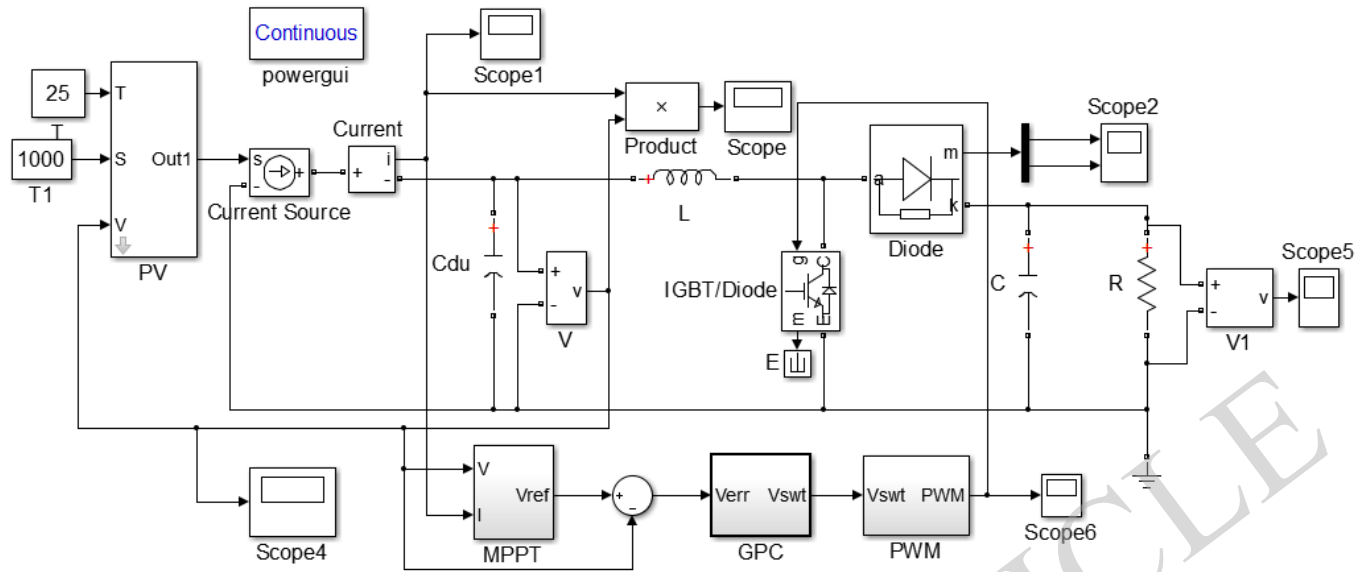 Continuous
powergui
Scope1
25
T
1000
T1
T
S
V
Out1
PV
s
-
+
Current Source
Current
+
i
-
×
Product
Scope
+
L
Cdu
+
+
-
v
V
g
C
m
E
IGBT/Diode
E
a
m
k
Diode
Scope2
+
C
+
R
+
-
v
V1
Scope5
Scope4
V
I
Vref
MPPT
+
-
Verr
Vswt
GPC
Vswt
PWM
PWM
Scope6